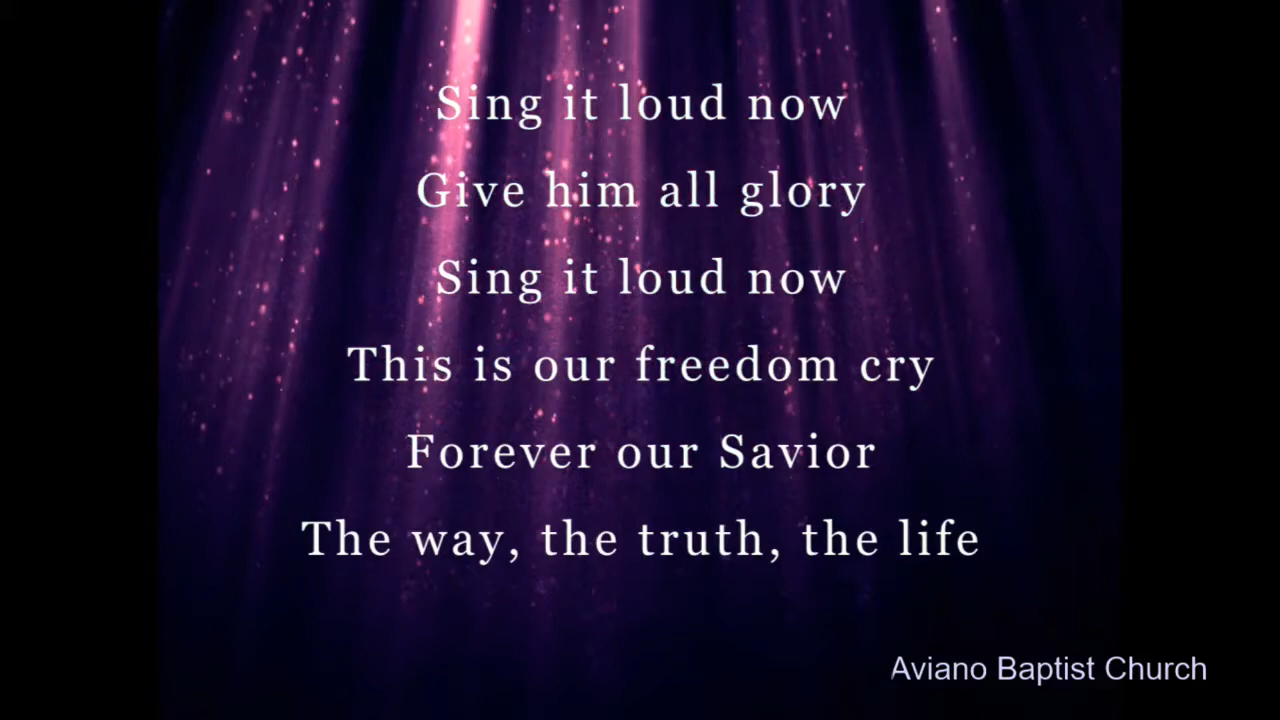 Sing it loud now
Give him all glory
Sing it loud now
This is our freedom cry
Forever our Savior
The way, the truth, the life
Aviano Baptist Church